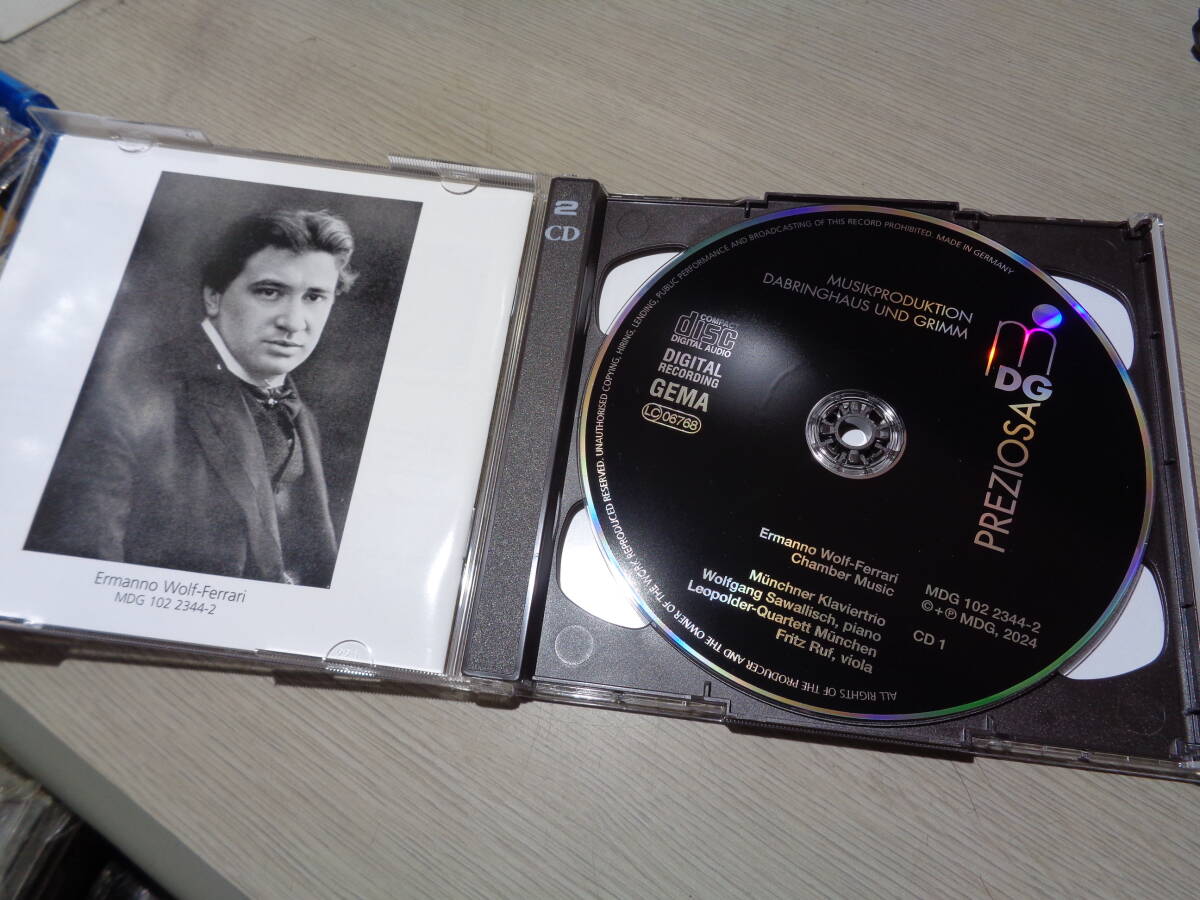 Ermanno Wolf-Ferrari
MDG 102 2344-2
2
CD
ALL RIGHTS OF THE PRODUCER AND THE OWNER OF THE WORK REPRODUCED RESERVED. UNAUTHORISED COPYING, HIRING, LENDING, PUBLIC PERFORMANCE AND BROADCASTING OF THIS RECORD PROHIBITED. MADE IN GERMANY
MUSIKPRODUKTION
DABRINGHAUS UND GRIMM
COMPACT
disc
DIGITAL AUDIO
DIGITAL
RECORDING
GEMA
LC 06768
DG
PREZIOSA
Ermanno Wolf-Ferrari
Chamber Music
Münchner Klaviertrio
Wolfgang Sawallisch, piano
Leopolder-Quartett München
Fritz Ruf, viola
MDG 102 2344-2
©+℗ MDG, 2024
CD 1